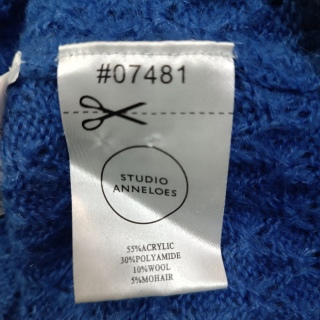 #07481
STUDIO
ANNELOES
55%ACRYLIC
30%POLYAMIDE
10%WOOL
5%MOHAIR